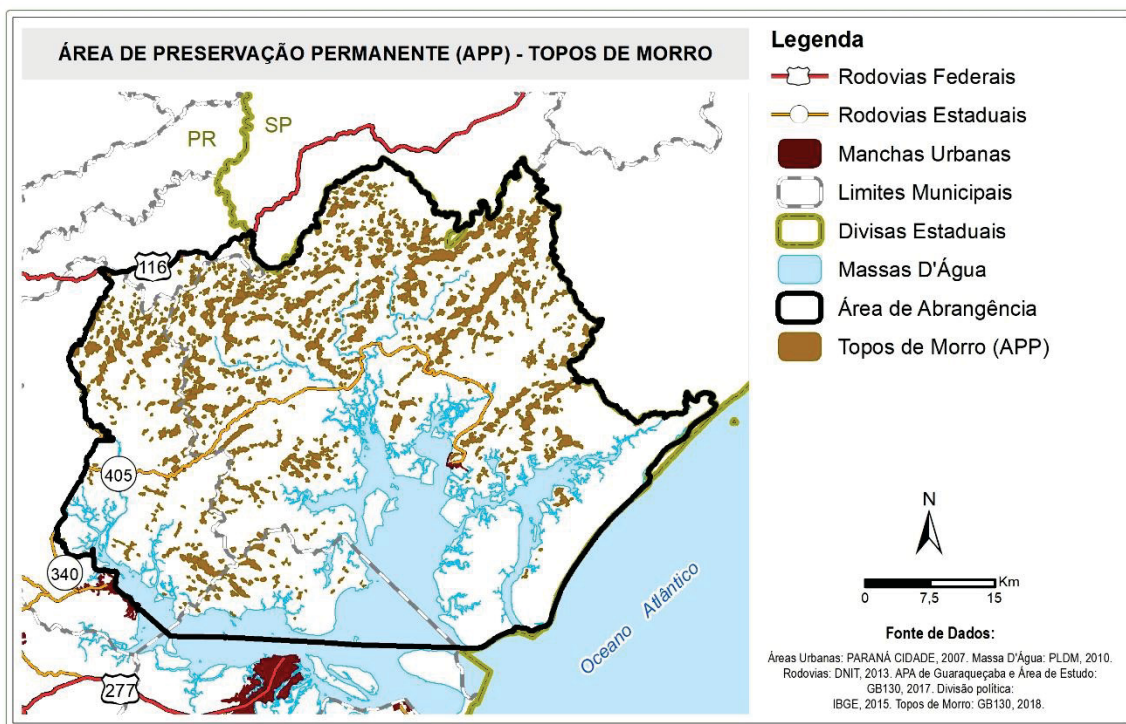 ÁREA DE PRESERVAÇÃO PERMANENTE (APP) - TOPOS DE MORRO
PR
SP
116
405
340
277
Oceano Atlântico
Legenda
Rodovias Federais
Rodovias Estaduais
Manchas Urbanas
Limites Municipais
Divisas Estaduais
Massas D'Água
Área de Abrangência
Topos de Morro (APP)
N
Km
0 7,5 15
Fonte de Dados:
Áreas Urbanas: PARANÁ CIDADE, 2007. Massa D'Água: PLDM, 2010.
Rodovias: DNIT, 2013. APA de Guaraqueçaba e Área de Estudo:
GB130, 2017. Divisão política:
IBGE, 2015. Topos de Morro: GB130, 2018.